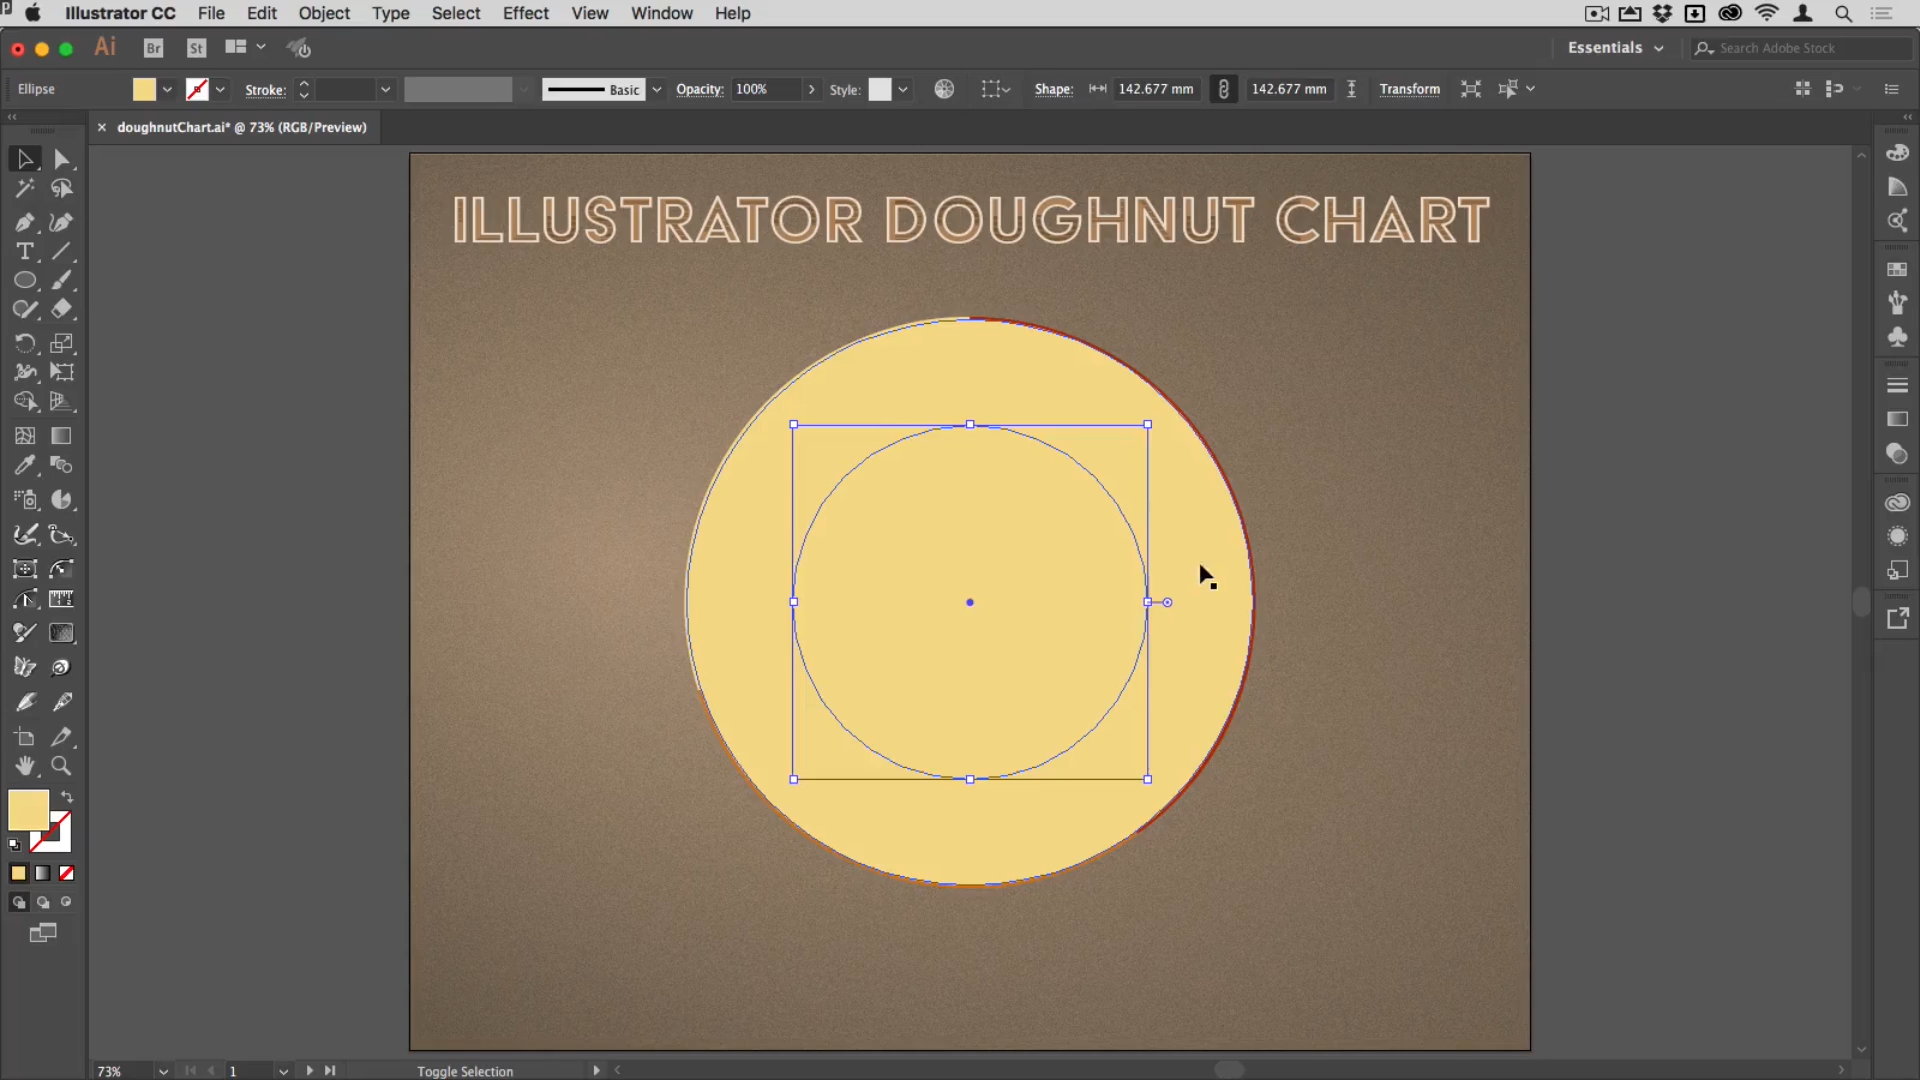 Illustrator CC File Edit Object Type Select Effect View Window Help
Ai Br St Essentials Search Adobe Stock
Ellipse Stroke: Basic Opacity: 100% Style: Shape: 142.677 mm 142.677 mm Transform
× doughnutChart.ai* @ 73% (RGB/Preview)
ILLUSTRATOR DOUGHNUT CHART
73% 1 Toggle Selection